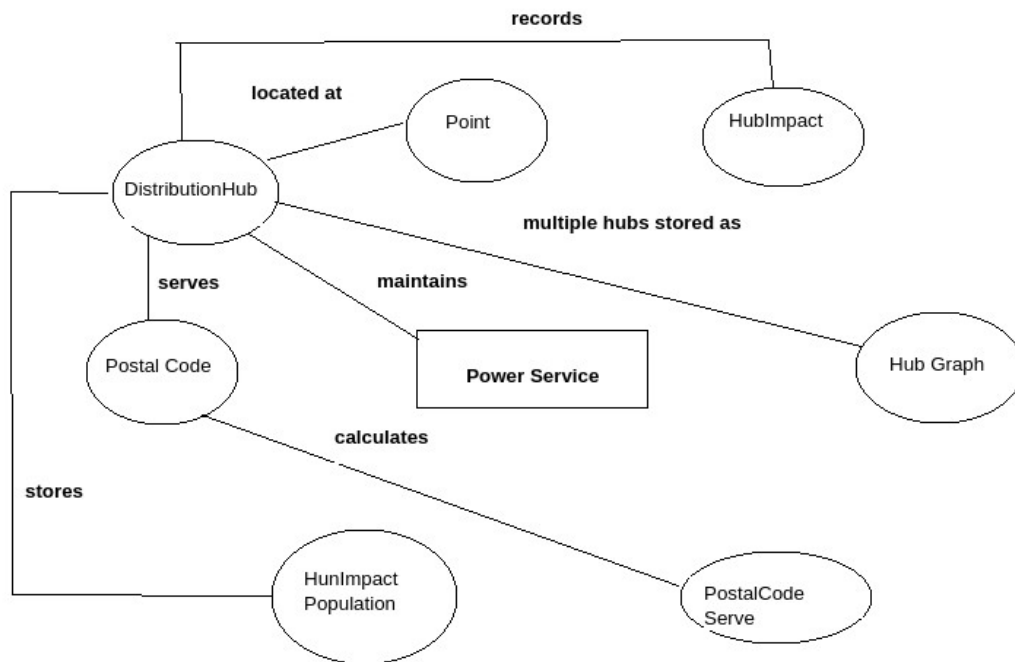 records
located at
Point
HubImpact
DistributionHub
multiple hubs stored as
serves
maintains
Postal Code
Power Service
Hub Graph
calculates
stores
HunImpact
Population
PostalCode
Serve